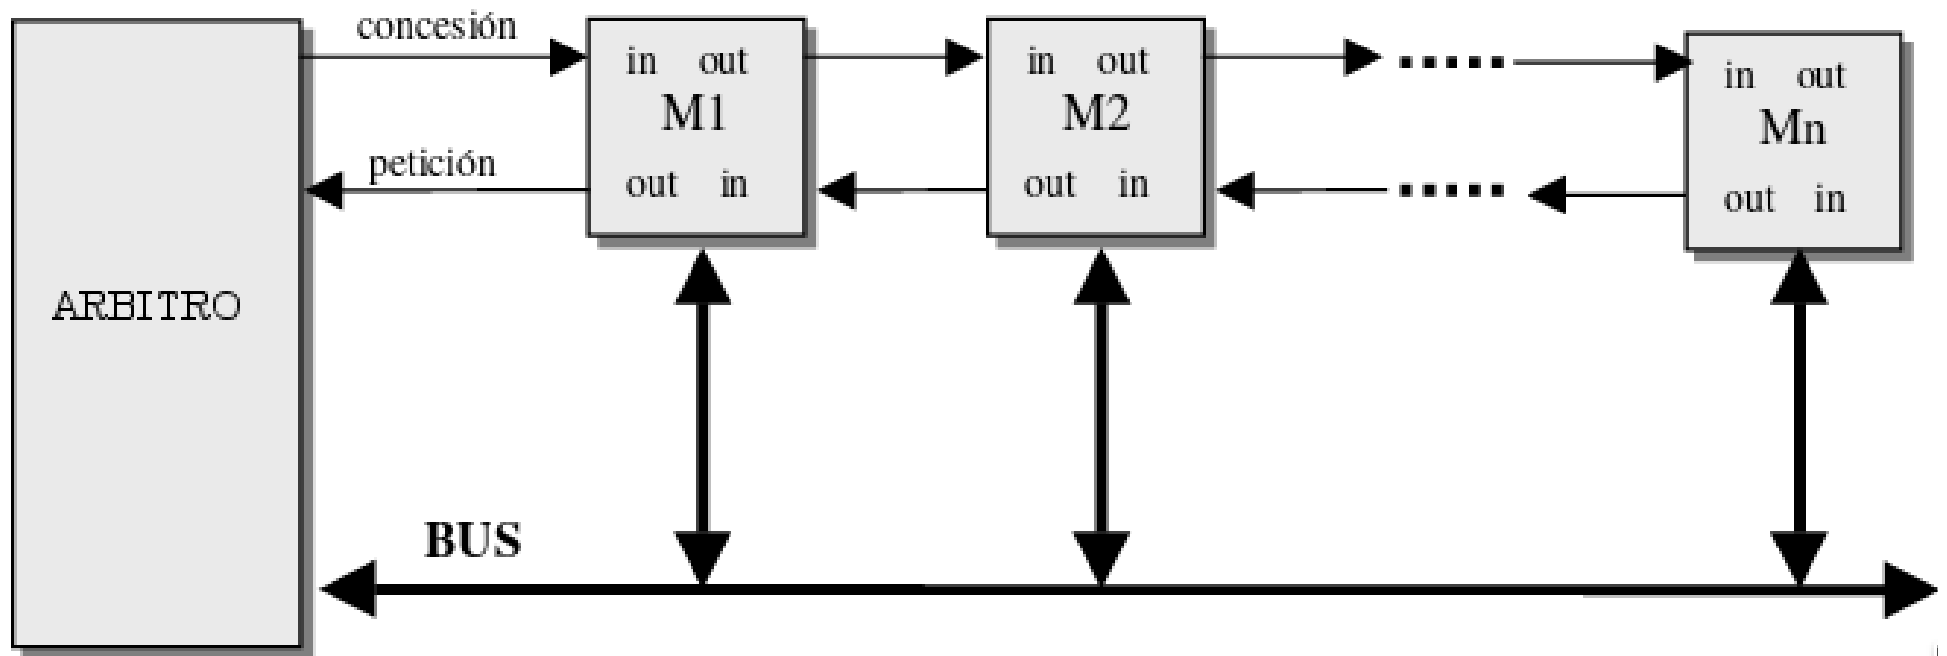 concesión
in out
M1
out in
in out
M2
out in
in out
Mn
out in
petición
ARBITRO
BUS